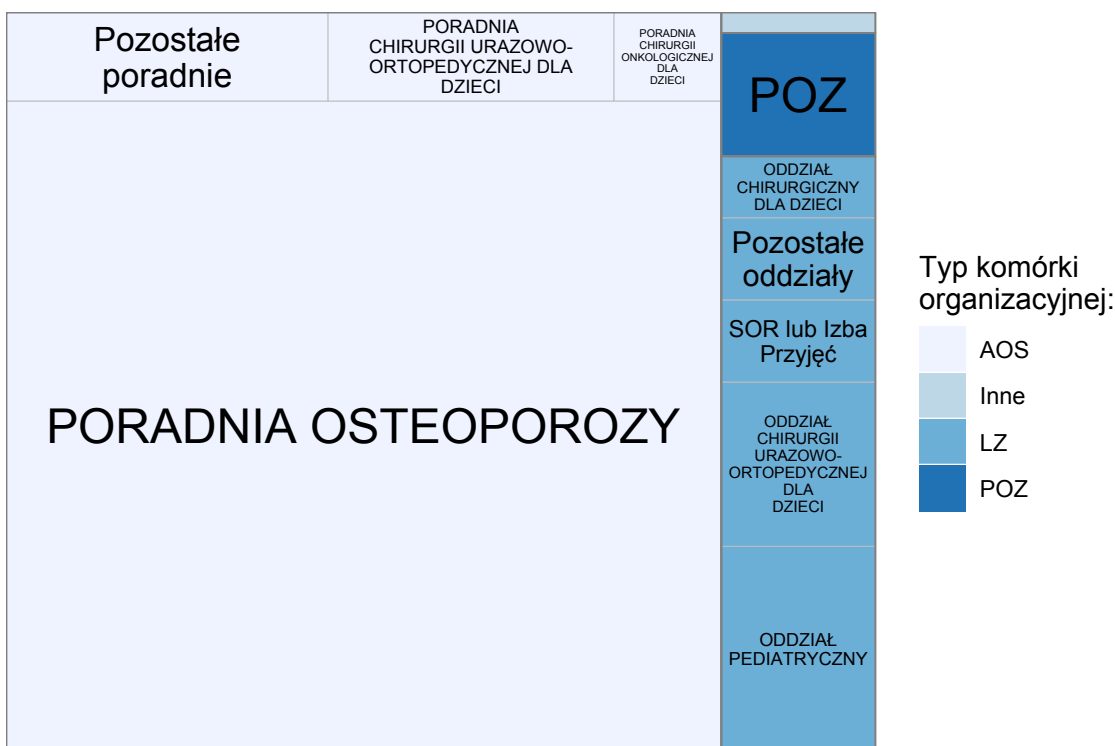 Pozostałe
poradnie
PORADNIA
CHIRURGII URAZOWO-
ORTOPEDYCZNEJ DLA
DZIECI
PORADNIA
CHIRURGII
ONKOLOGICZNEJ
DLA
DZIECI
PORADNIA OSTEOPOROZY
POZ
ODDZIAŁ
CHIRURGICZNY
DLA DZIECI
Pozostałe
oddziały
SOR lub Izba
Przyjęć
ODDZIAŁ
CHIRURGII
URAZOWO-
ORTOPEDYCZNEJ
DLA
DZIECI
ODDZIAŁ
PEDIATRYCZNY
Typ komórki
organizacyjnej:
AOS
Inne
LZ
POZ